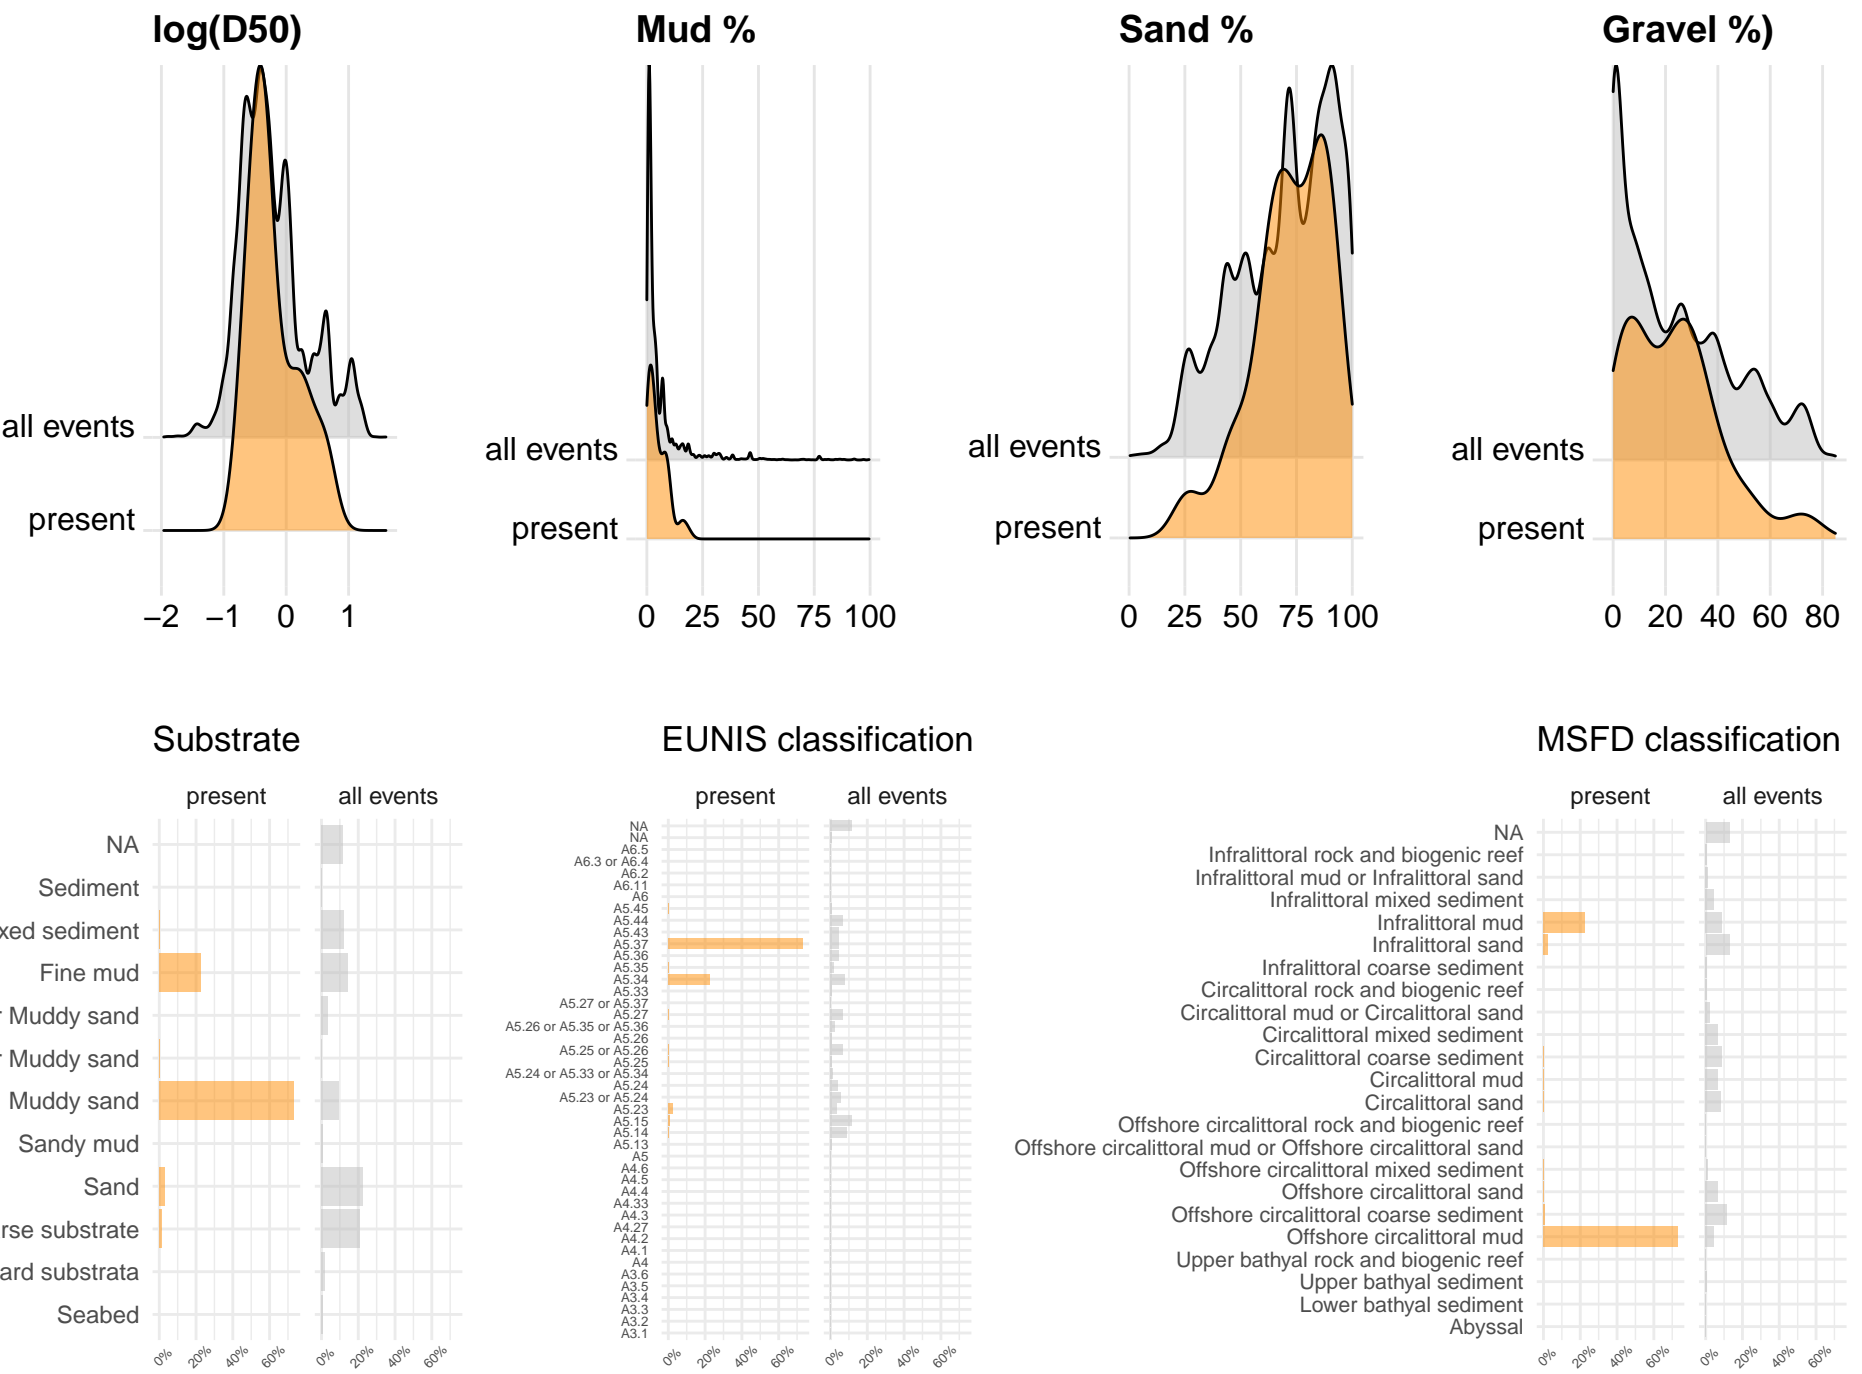 log(D50)
Mud %
Sand %
Gravel %)
all events
present
−2 −1 0 1
all events
present
0 25 50 75 100
all events
present
0 25 50 75 100
all events
present
0 20 40 60 80
Substrate
present all events
NA
Sediment
xed sediment
Fine mud
Muddy sand
Muddy sand
Muddy sand
Sandy mud
Sand
rse substrate
ard substrata
Seabed
0% 20% 40% 60% 0% 20% 40% 60%
EUNIS classification
present all events
NA
NA
A6.5
A6.3 or A6.4
A6.2
A6.11
A6
A5.45
A5.44
A5.43
A5.37
A5.36
A5.35
A5.34
A5.33
A5.27 or A5.37
A5.27
A5.26 or A5.35 or A5.36
A5.26
A5.25 or A5.26
A5.25
A5.24 or A5.33 or A5.34
A5.24
A5.23 or A5.24
A5.23
A5.15
A5.14
A5.13
A5
A4.6
A4.5
A4.4
A4.33
A4.3
A4.27
A4.2
A4.1
A4
A3.6
A3.5
A3.4
A3.3
A3.2
A3.1
0% 20% 40% 60% 0% 20% 40% 60%
MSFD classification
present all events
NA
Infralittoral rock and biogenic reef
Infralittoral mud or Infralittoral sand
Infralittoral mixed sediment
Infralittoral mud
Infralittoral sand
Infralittoral coarse sediment
Circalittoral rock and biogenic reef
Circalittoral mud or Circalittoral sand
Circalittoral mixed sediment
Circalittoral coarse sediment
Circalittoral mud
Circalittoral sand
Offshore circalittoral rock and biogenic reef
Offshore circalittoral mud or Offshore circalittoral sand
Offshore circalittoral mixed sediment
Offshore circalittoral sand
Offshore circalittoral coarse sediment
Offshore circalittoral mud
Upper bathyal rock and biogenic reef
Upper bathyal sediment
Lower bathyal sediment
Abyssal
0% 20% 40% 60% 0% 20% 40% 60%